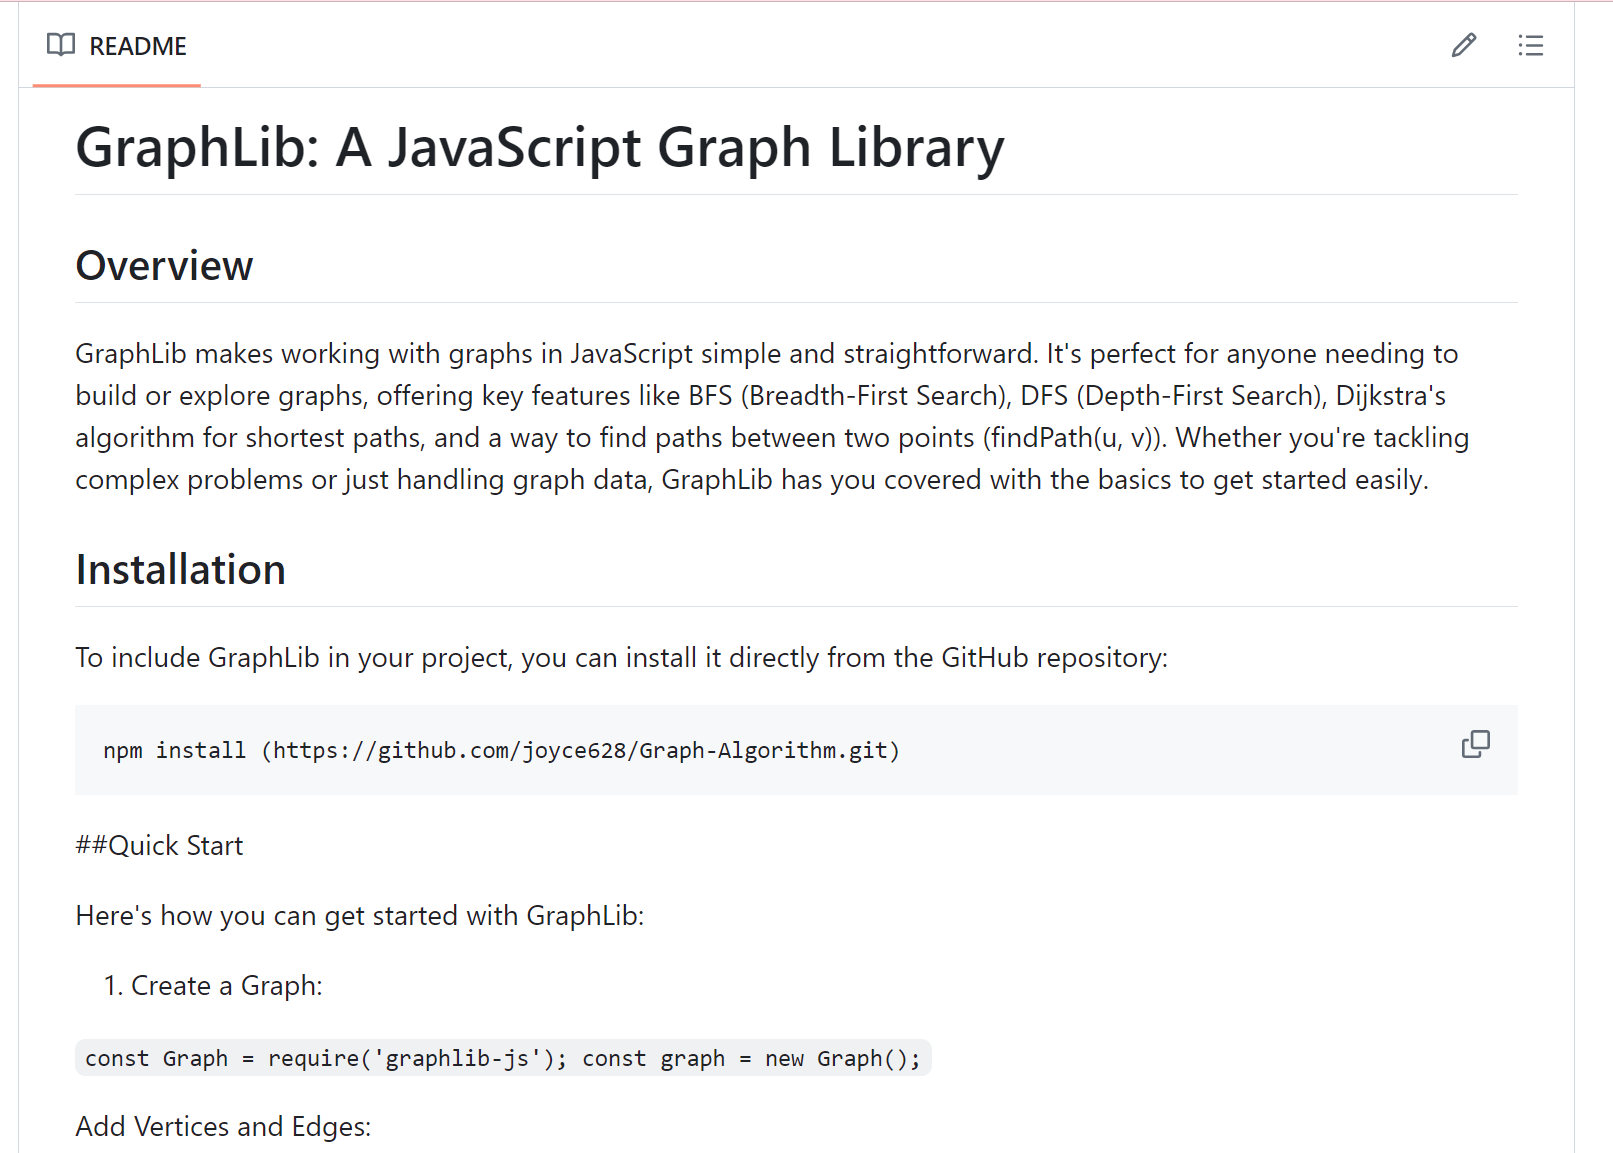 README
GraphLib: A JavaScript Graph Library
Overview
GraphLib makes working with graphs in JavaScript simple and straightforward. It's perfect for anyone needing to
build or explore graphs, offering key features like BFS (Breadth-First Search), DFS (Depth-First Search), Dijkstra's
algorithm for shortest paths, and a way to find paths between two points (findPath(u, v)). Whether you're tackling
complex problems or just handling graph data, GraphLib has you covered with the basics to get started easily.
Installation
To include GraphLib in your project, you can install it directly from the GitHub repository:
npm install (https://github.com/joyce628/Graph-Algorithm.git)
##Quick Start
Here's how you can get started with GraphLib:
1. Create a Graph:
const Graph = require('graphlib-js'); const graph = new Graph();
Add Vertices and Edges: